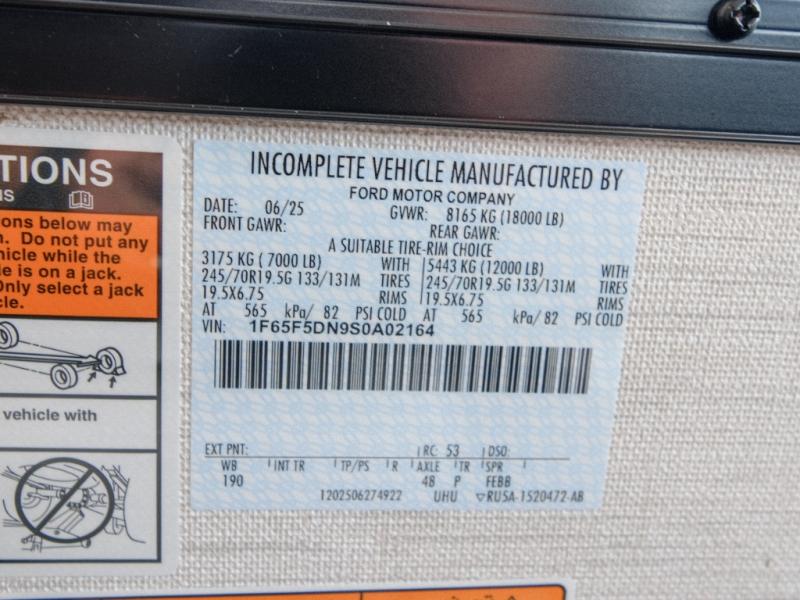 TIONS
NS
ions below may
n. Do not put any
hicle while the
le is on a jack.
Only select a jack
cle.
vehicle with
INCOMPLETE VEHICLE MANUFACTURED BY
FORD MOTOR COMPANY
DATE: 06/25 GVWR: 8165 KG (18000 LB)
FRONT GAWR: REAR GAWR:
A SUITABLE TIRE-RIM CHOICE
3175 KG ( 7000 LB) WITH 5443 KG (12000 LB) WITH
245/70R19.5G 133/131M TIRES 245/70R19.5G 133/131M TIRES
19.5X6.75 RIMS 19.5X6.75 RIMS
AT 565 kPa/ 82 PSI COLD AT 565 kPa/ 82 PSI COLD
VIN: 1F65F5DN9S0A02164
EXT PNT: RC: 53 DSO:
WB INT TR TP/PS R AXLE TR SPR
190 48 P FEBB
1202506274922 UHU ▽RU5A-1520472-AB